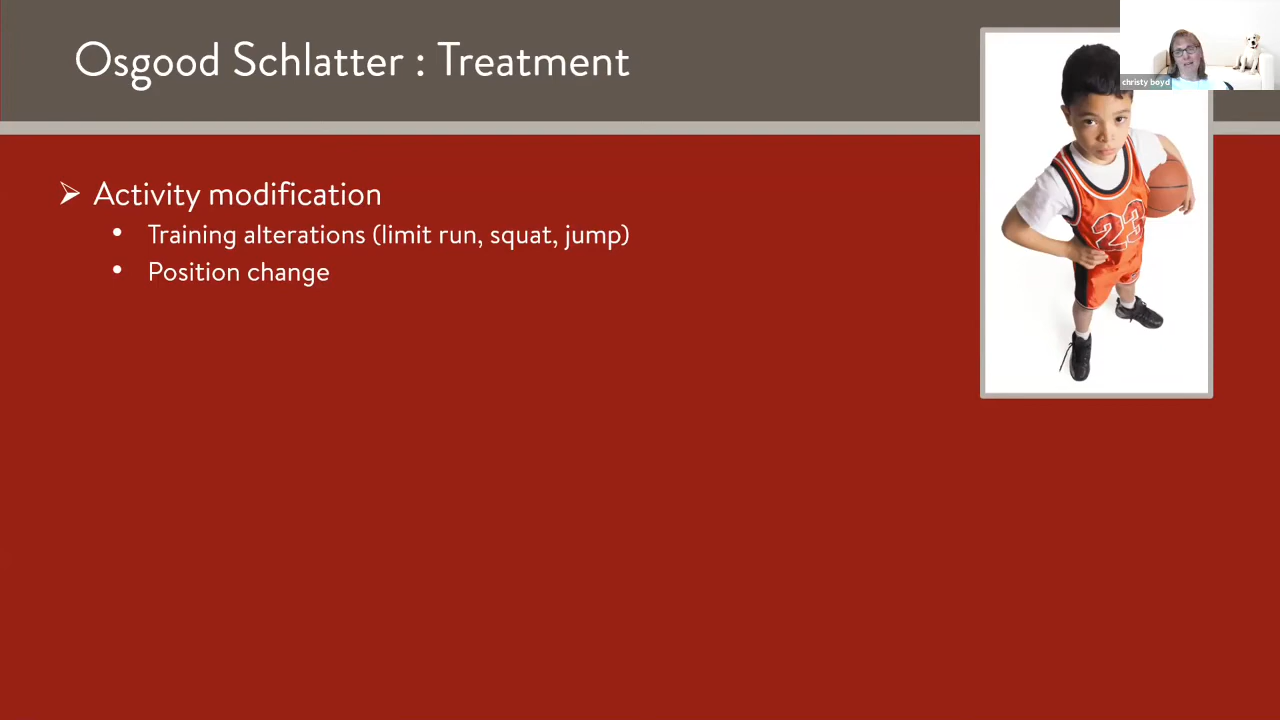 Osgood Schlatter : Treatment
christy boyd
➢ Activity modification
• Training alterations (limit run, squat, jump)
• Position change
23